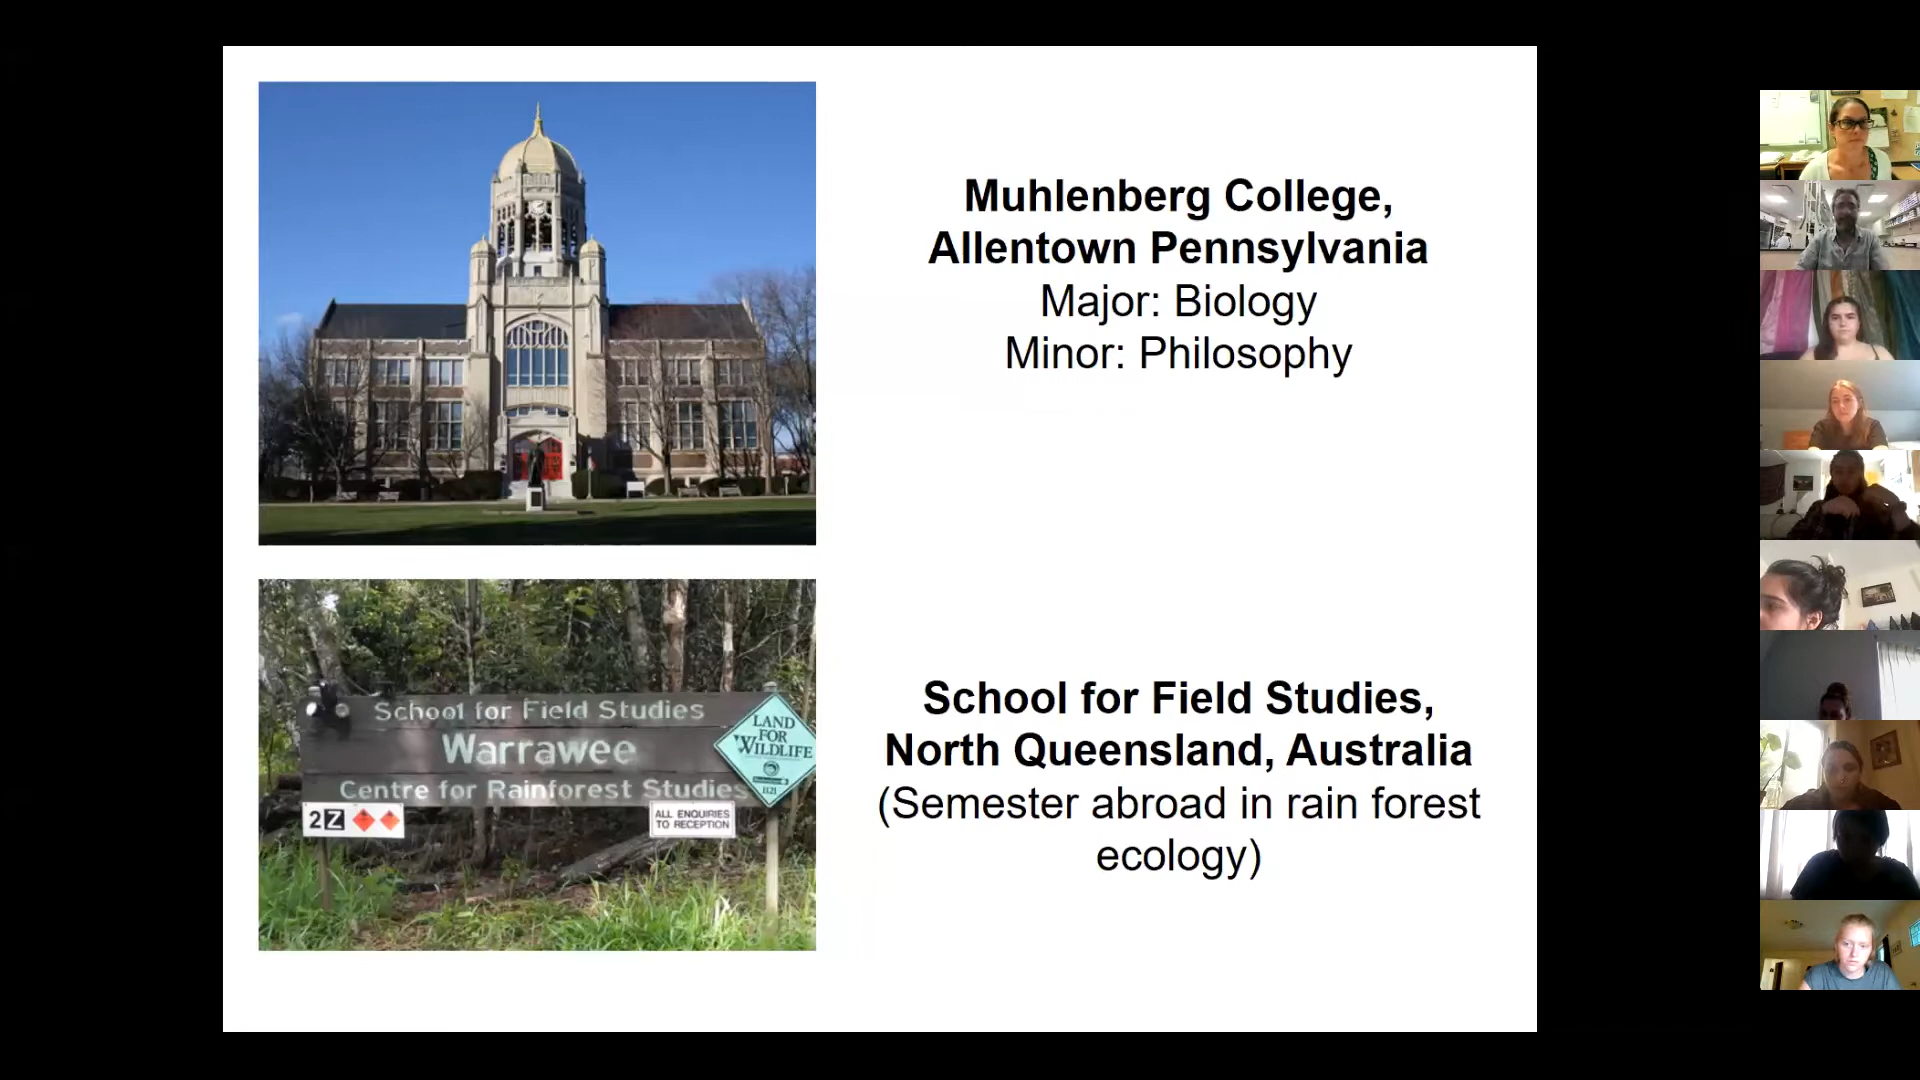 Muhlenberg College,
Allentown Pennsylvania
Major: Biology
Minor: Philosophy
School for Field Studies
Warrawee
Centre for Rainforest Studies
LAND
FOR
WILDLIFE
1121
2Z
ALL ENQUIRIES
TO RECEPTION
School for Field Studies,
North Queensland, Australia
(Semester abroad in rain forest
ecology)